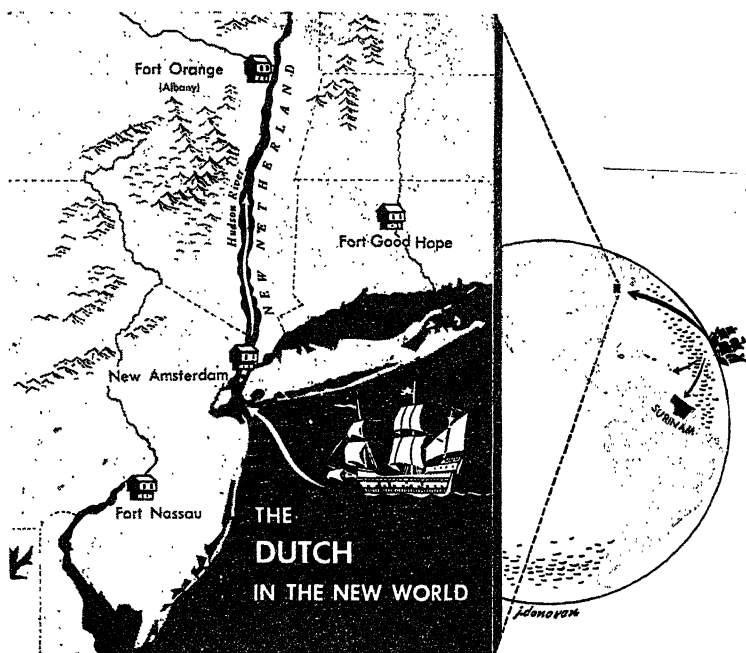 Fort Orange
(Albany)
NEW NETHERLAND
Hudson River
Fort Good Hope
New Amsterdam
Fort Nassau
THE
DUTCH
IN THE NEW WORLD
SURINAM
j.donovan